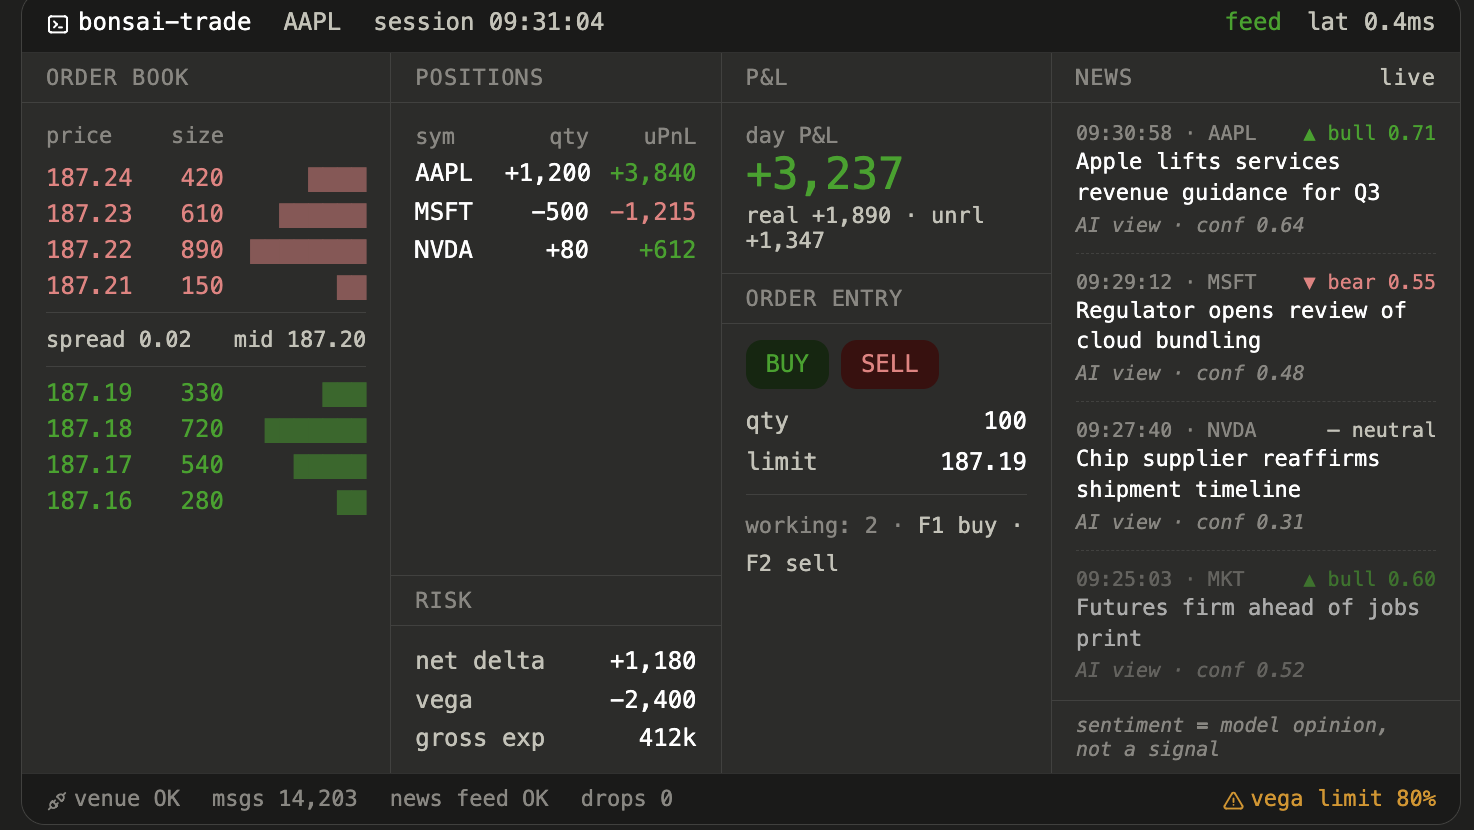 bonsai-trade AAPL session 09:31:04 feed lat 0.4ms
ORDER BOOK
price size
187.24 420
187.23 610
187.22 890
187.21 150
spread 0.02 mid 187.20
187.19 330
187.18 720
187.17 540
187.16 280
POSITIONS
sym qty uPnL
AAPL +1,200 +3,840
MSFT −500 −1,215
NVDA +80 +612
RISK
net delta +1,180
vega −2,400
gross exp 412k
P&L
day P&L
+3,237
real +1,890 · unrl
+1,347
ORDER ENTRY
BUY SELL
qty 100
limit 187.19
working: 2 · F1 buy ·
F2 sell
NEWS live
09:30:58 · AAPL ▲ bull 0.71
Apple lifts services
revenue guidance for Q3
AI view · conf 0.64
09:29:12 · MSFT ▼ bear 0.55
Regulator opens review of
cloud bundling
AI view · conf 0.48
09:27:40 · NVDA — neutral
Chip supplier reaffirms
shipment timeline
AI view · conf 0.31
09:25:03 · MKT ▲ bull 0.60
Futures firm ahead of jobs
print
AI view · conf 0.52
sentiment = model opinion,
not a signal
venue OK msgs 14,203 news feed OK drops 0 vega limit 80%